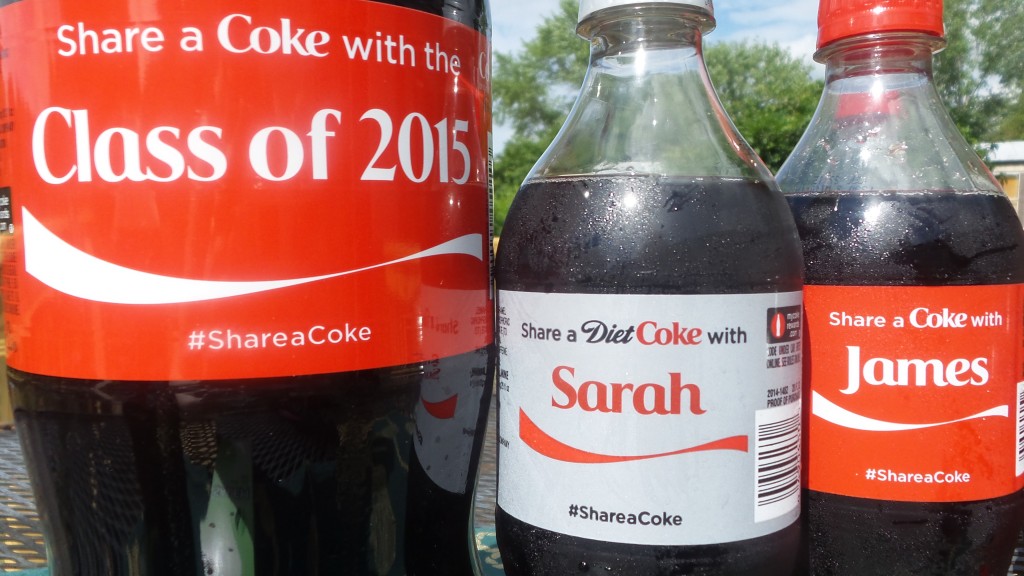 Share a Coke with the
Class of 2015
#ShareaCoke
Share a Diet Coke with
Sarah
#ShareaCoke
Share a Coke with
James
#ShareaCoke